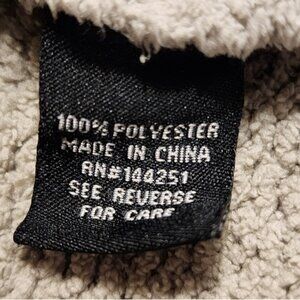 100% POLYESTER
MADE IN CHINA
RN#144251
SEE REVERSE
FOR CARE